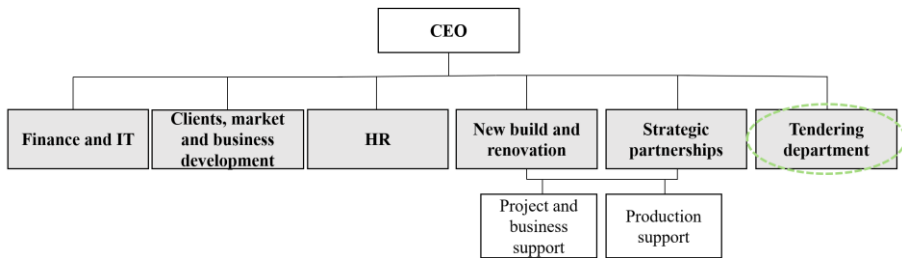 CEO
Finance and IT
Clients, market
and business
development
HR
New build and
renovation
Strategic
partnerships
Tendering
department
Project and
business
support
Production
support